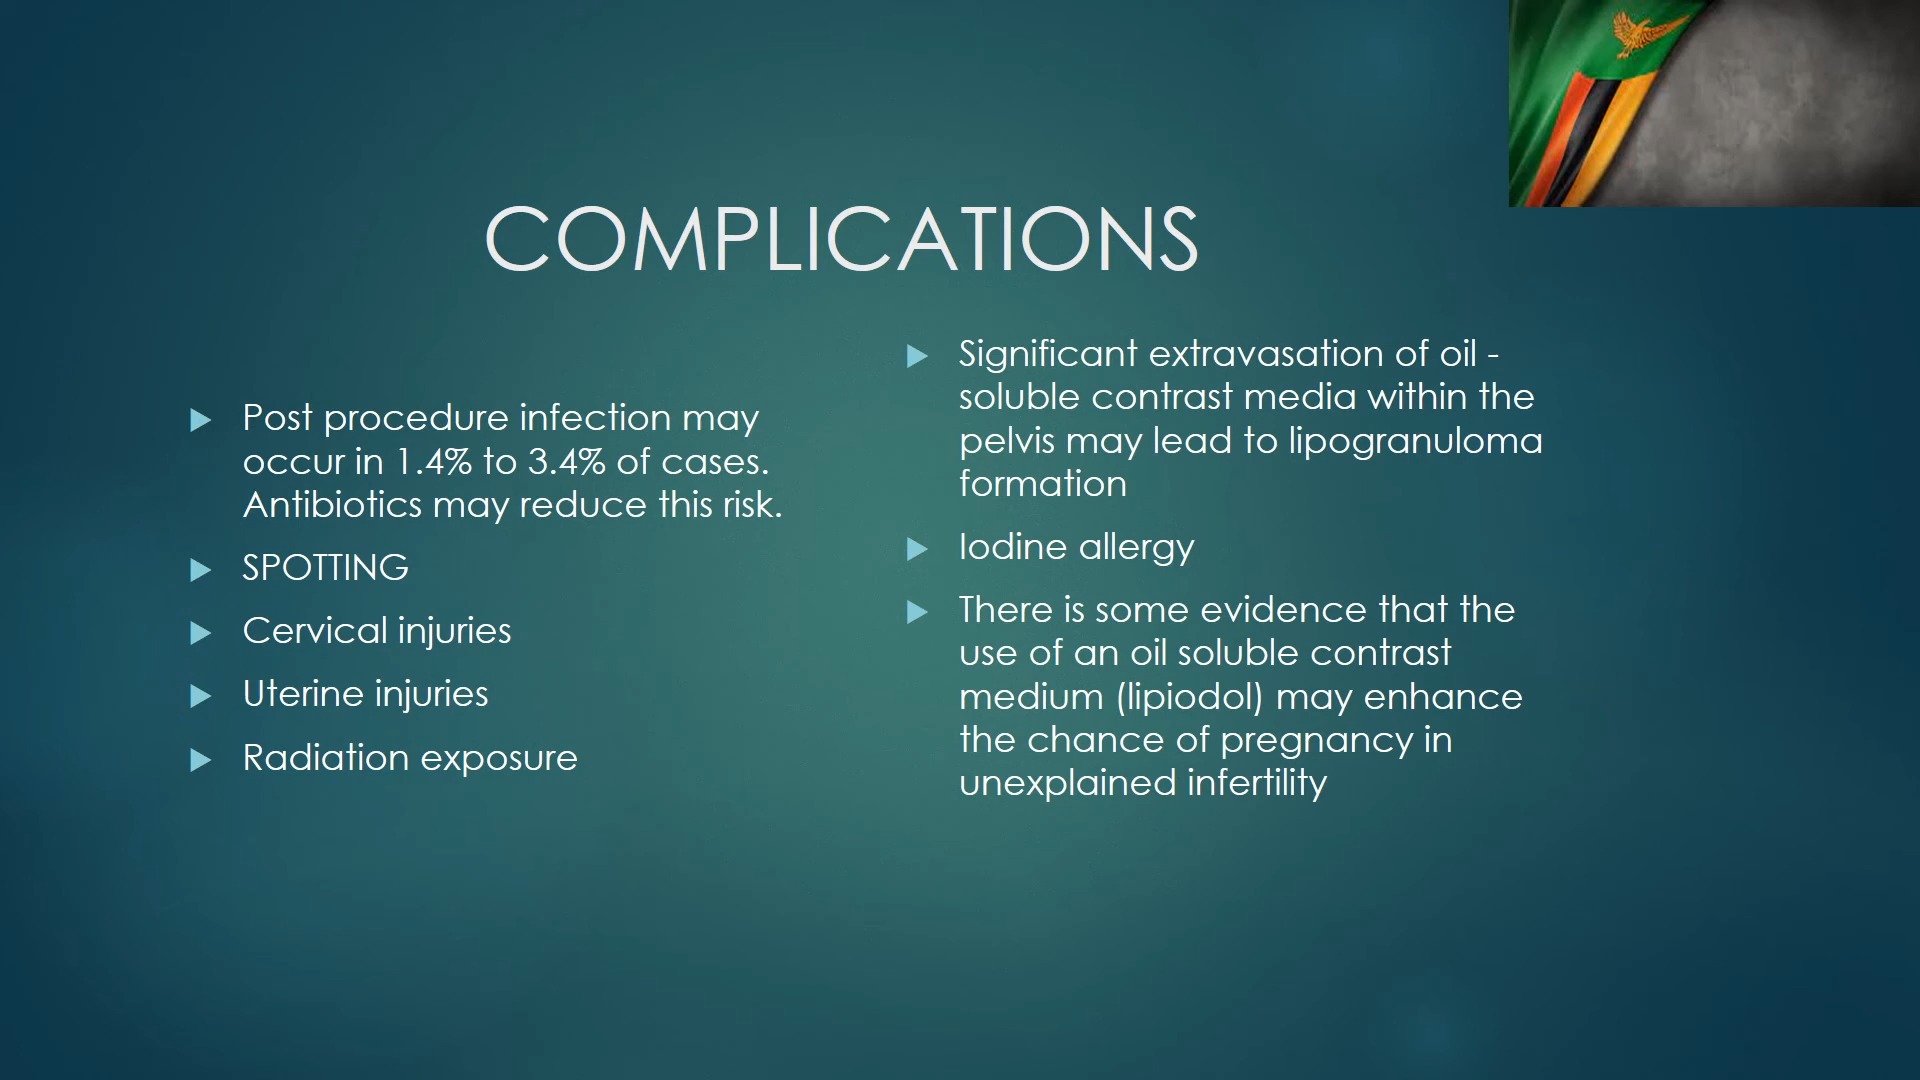 COMPLICATIONS
Post procedure infection may
occur in 1.4% to 3.4% of cases.
Antibiotics may reduce this risk.
SPOTTING
Cervical injuries
Uterine injuries
Radiation exposure
Significant extravasation of oil -
soluble contrast media within the
pelvis may lead to lipogranuloma
formation
Iodine allergy
There is some evidence that the
use of an oil soluble contrast
medium (lipiodol) may enhance
the chance of pregnancy in
unexplained infertility